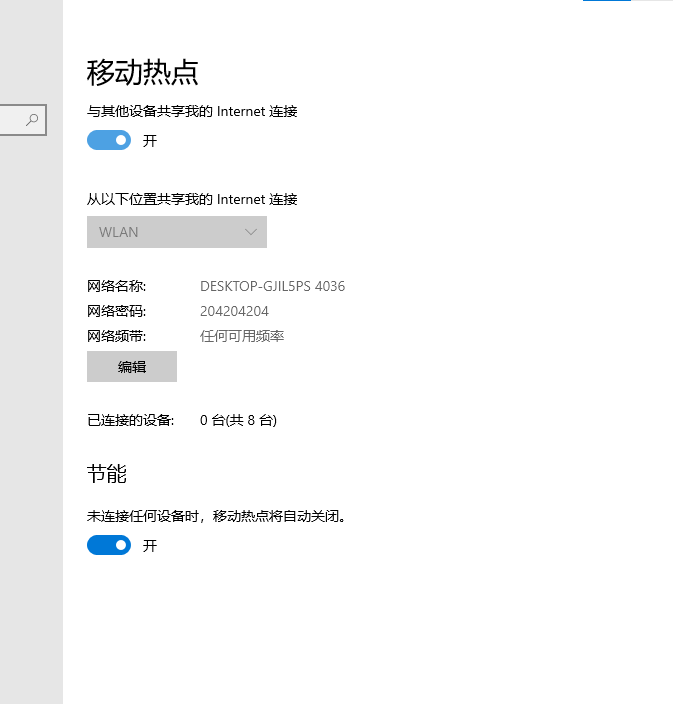 移动热点
与其他设备共享我的 Internet 连接
开
从以下位置共享我的 Internet 连接
WLAN
网络名称: DESKTOP-GJIL5PS 4036
网络密码: 204204204
网络频带: 任何可用频率
编辑
已连接的设备: 0 台(共 8 台)
节能
未连接任何设备时，移动热点将自动关闭。
开